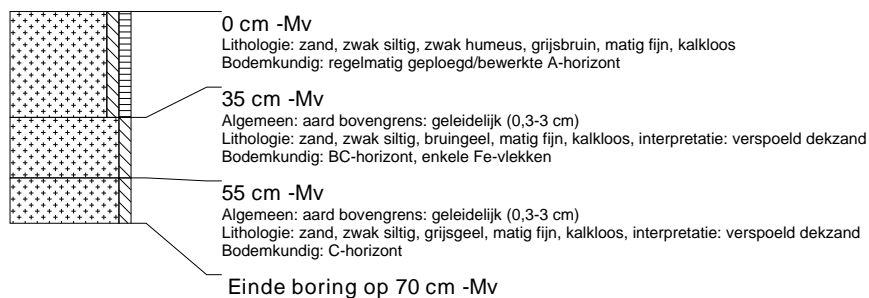 0 cm -Mv
Lithologie: zand, zwak siltig, zwak humeus, grijsbruin, matig fijn, kalkloos
Bodemkundig: regelmatig geploegd/bewerkte A-horizont
35 cm -Mv
Algemeen: aard bovengrens: geleidelijk (0,3-3 cm)
Lithologie: zand, zwak siltig, bruingeel, matig fijn, kalkloos, interpretatie: verspoeld dekzand
Bodemkundig: BC-horizont, enkele Fe-vlekken
55 cm -Mv
Algemeen: aard bovengrens: geleidelijk (0,3-3 cm)
Lithologie: zand, zwak siltig, grijsgeel, matig fijn, kalkloos, interpretatie: verspoeld dekzand
Bodemkundig: C-horizont
Einde boring op 70 cm -Mv